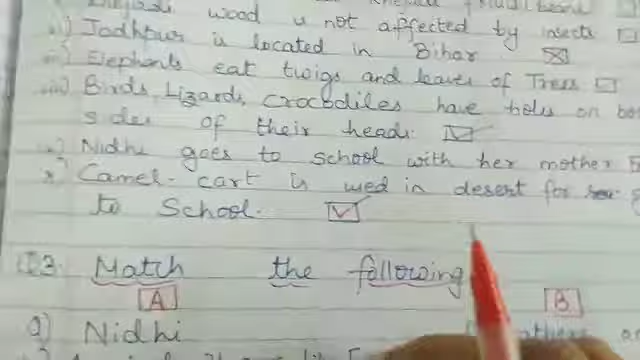 wood is not affected by insects
Jodhpur is located in Bihar
Elephants eat twigs and leaves of Trees
Birds, Lizards, Crocodiles have holes on
sides of their heads.
Nidhi goes to school with her mother
x) Camel-cart is used in desert for
to School.
Q3. Match the following
A B
a) Nidhi